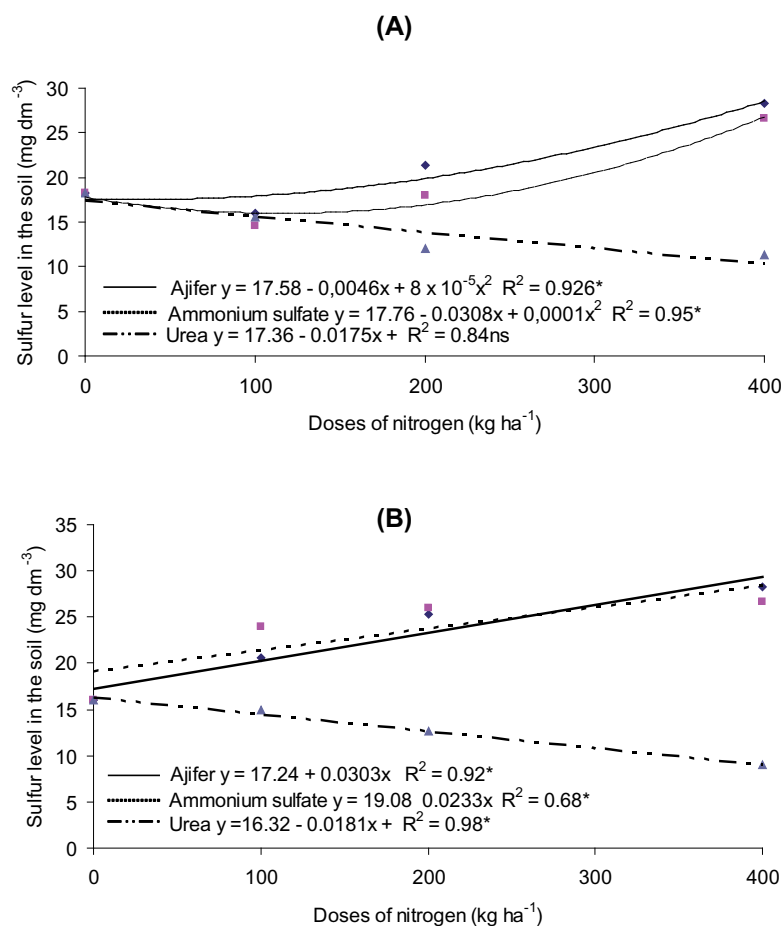 (A)
30
25
20
15
10
5
0
Sulfur level in the soil (mg dm⁻³)
Ajifer y = 17.58 - 0,0046x + 8 x 10⁻⁵x² R² = 0.926*
Ammonium sulfate y = 17.76 - 0.0308x + 0,0001x² R² = 0.95*
Urea y = 17.36 - 0.0175x + R² = 0.84ns
0 100 200 300 400
Doses of nitrogen (kg ha⁻¹)
(B)
35
30
25
20
15
10
5
0
Sulfur level in the soil (mg dm⁻³)
Ajifer y = 17.24 + 0.0303x R² = 0.92*
Ammonium sulfate y = 19.08 0.0233x R² = 0.68*
Urea y =16.32 - 0.0181x + R² = 0.98*
0 100 200 300 400
Doses of nitrogen (kg ha⁻¹)